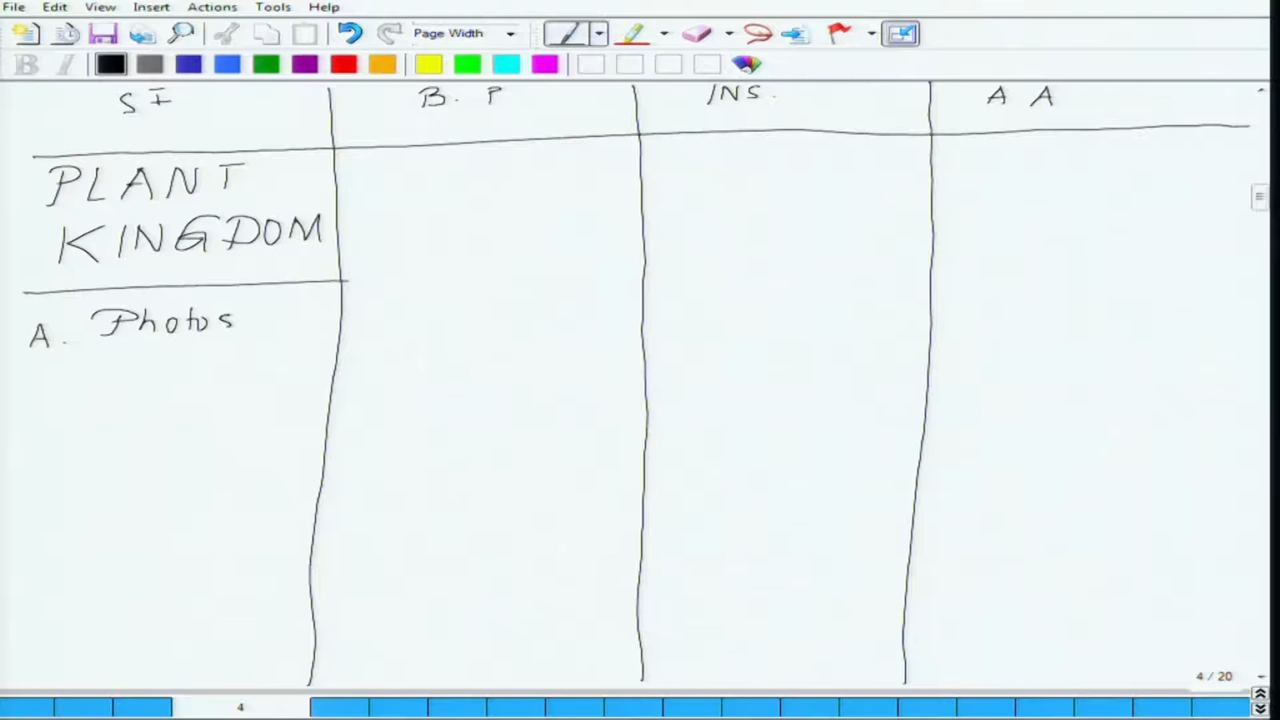 File Edit View Insert Actions Tools Help
Page Width
B I
S I B. P INS. A A
PLANT
KINGDOM
A. Photos
4 / 20
4